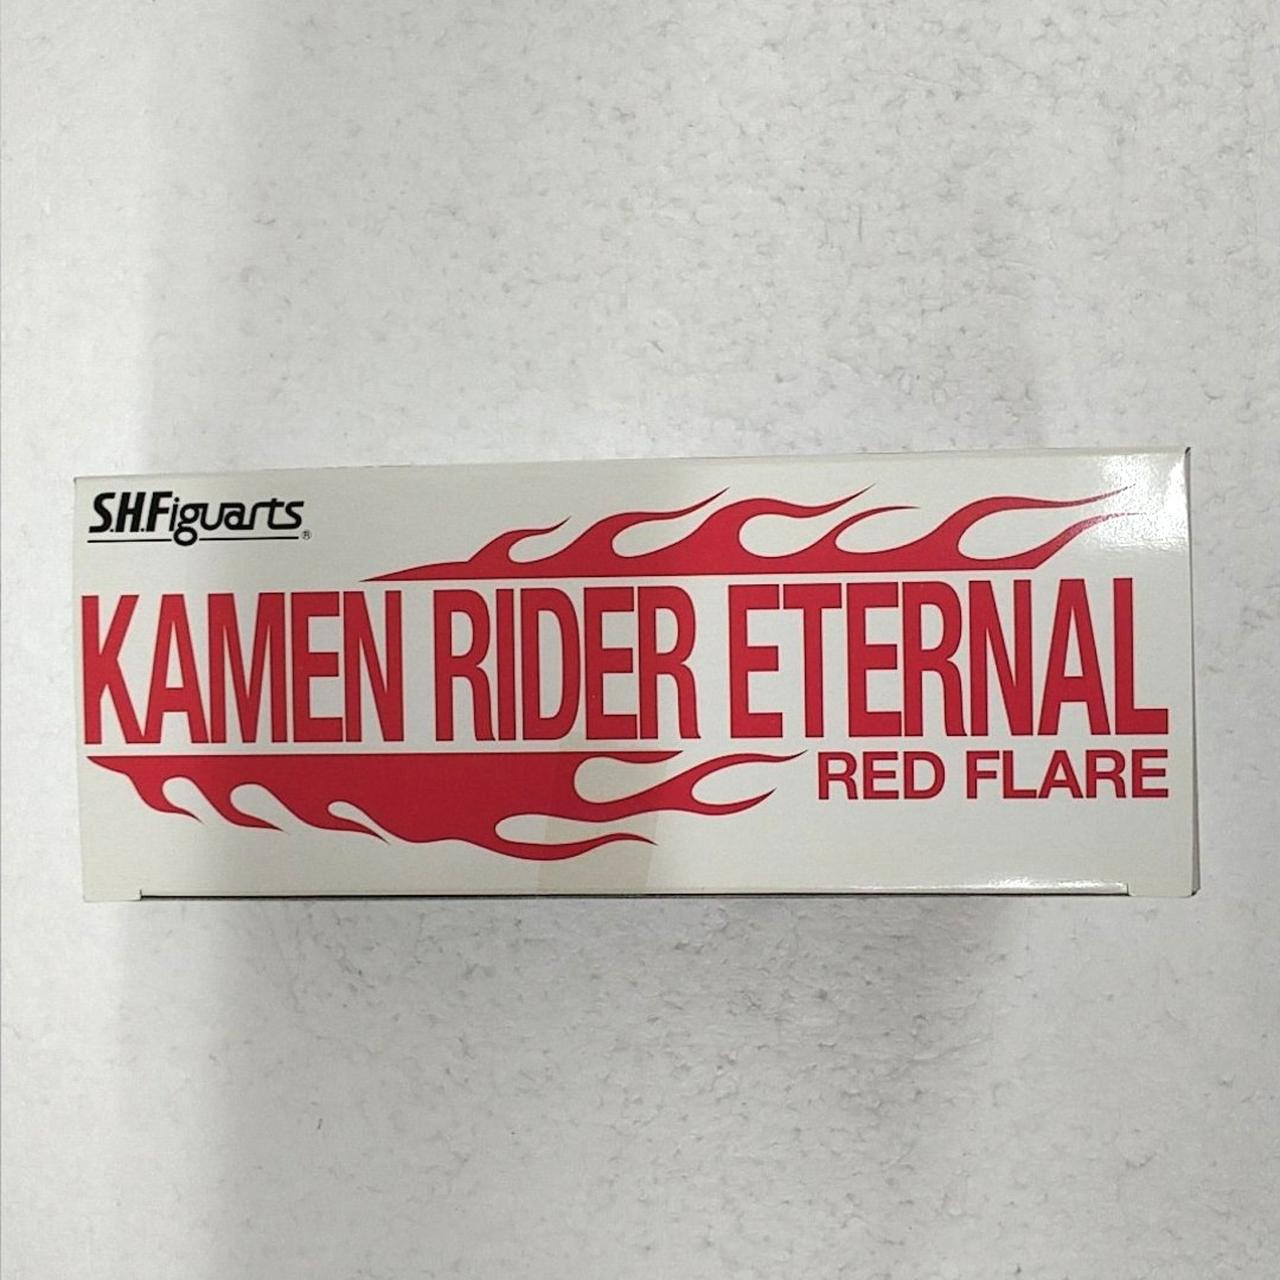 S.H.Figuarts®
KAMEN RIDER ETERNAL
RED FLARE